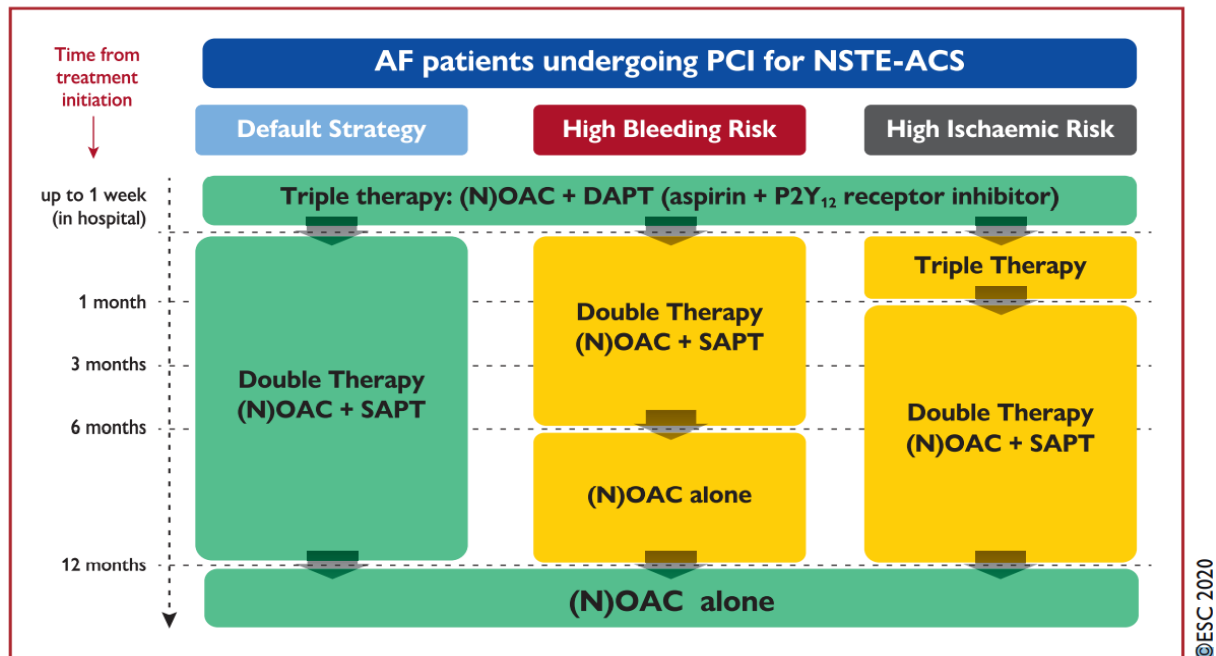 Time from
treatment
initiation
AF patients undergoing PCI for NSTE-ACS
Default Strategy
High Bleeding Risk
High Ischaemic Risk
up to 1 week
(in hospital)
Triple therapy: (N)OAC + DAPT (aspirin + P2Y₁₂ receptor inhibitor)
Triple Therapy
1 month
Double Therapy
(N)OAC + SAPT
3 months
Double Therapy
(N)OAC + SAPT
Double Therapy
(N)OAC + SAPT
6 months
(N)OAC alone
12 months
(N)OAC alone
©ESC 2020